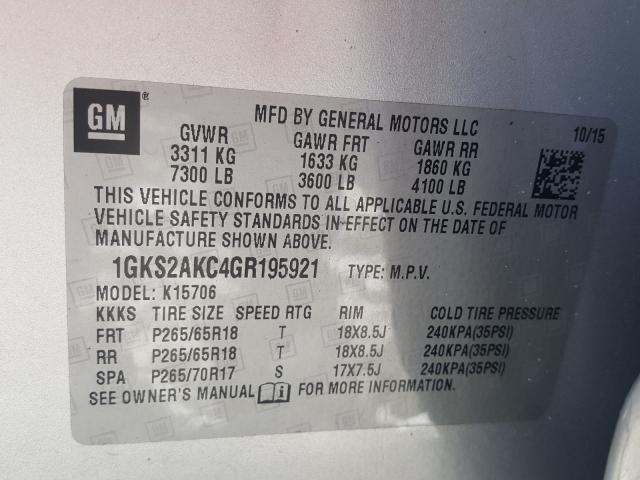 GM ®
MFD BY GENERAL MOTORS LLC 10/15
GVWR GAWR FRT GAWR RR
3311 KG 1633 KG 1860 KG
7300 LB 3600 LB 4100 LB
THIS VEHICLE CONFORMS TO ALL APPLICABLE U.S. FEDERAL MOTOR
VEHICLE SAFETY STANDARDS IN EFFECT ON THE DATE OF
MANUFACTURE SHOWN ABOVE.
1GKS2AKC4GR195921 TYPE: M.P.V.
MODEL: K15706
KKKS TIRE SIZE SPEED RTG RIM COLD TIRE PRESSURE
FRT P265/65R18 T 18X8.5J 240KPA(35PSI)
RR P265/65R18 T 18X8.5J 240KPA(35PSI)
SPA P265/70R17 S 17X7.5J 240KPA(35PSI)
SEE OWNER'S MANUAL i FOR MORE INFORMATION.